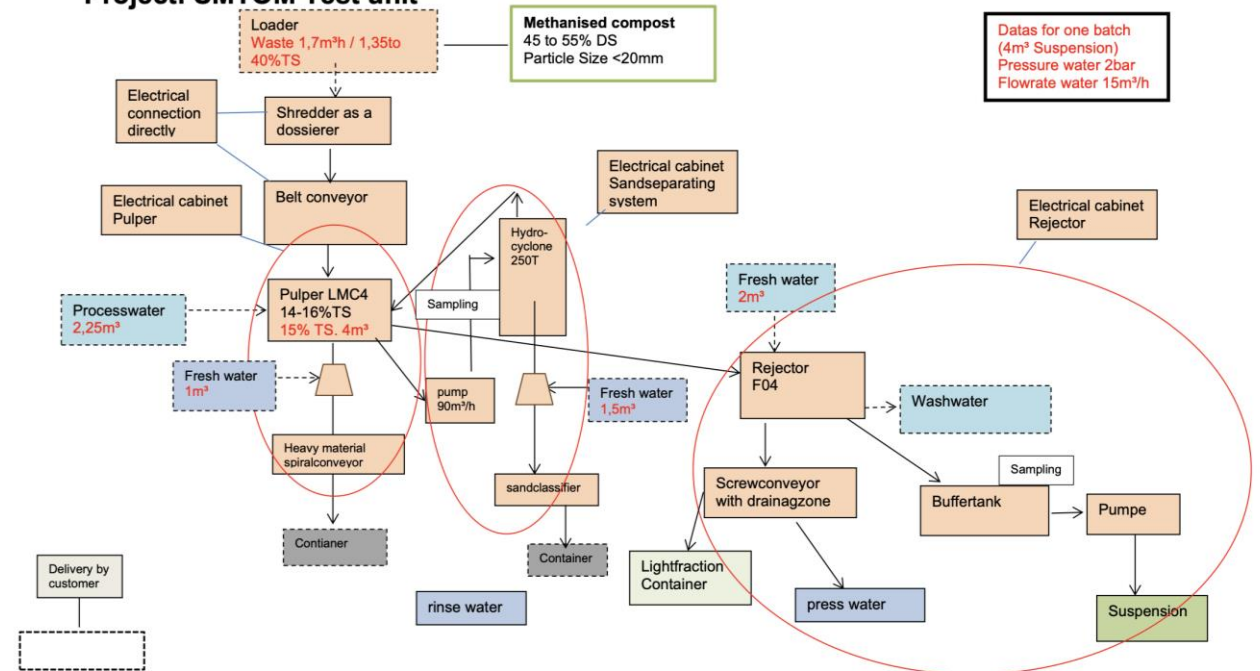 Project: SMYOM Test unit
Loader
Waste 1,7m³h / 1,35to
40%TS
Methanised compost
45 to 55% DS
Particle Size <20mm
Datas for one batch
(4m³ Suspension)
Pressure water 2bar
Flowrate water 15m³/h
Electrical
connection
directly
Shredder as a
dossierer
Electrical cabinet
Pulper
Belt conveyor
Electrical cabinet
Sandseparating
system
Electrical cabinet
Rejector
Hydro-
cyclone
250T
Processwater
2,25m³
Pulper LMC4
14-16%TS
15% TS. 4m³
Sampling
Fresh water
2m³
Fresh water
1m³
pump
90m³/h
Fresh water
1,5m³
Rejector
F04
Washwater
Heavy material
spiralconveyor
sandclassifier
Screwconveyor
with drainagzone
Sampling
Buffertank
Pumpe
Contianer
Container
Lightfraction
Container
press water
Suspension
Delivery by
customer
rinse water